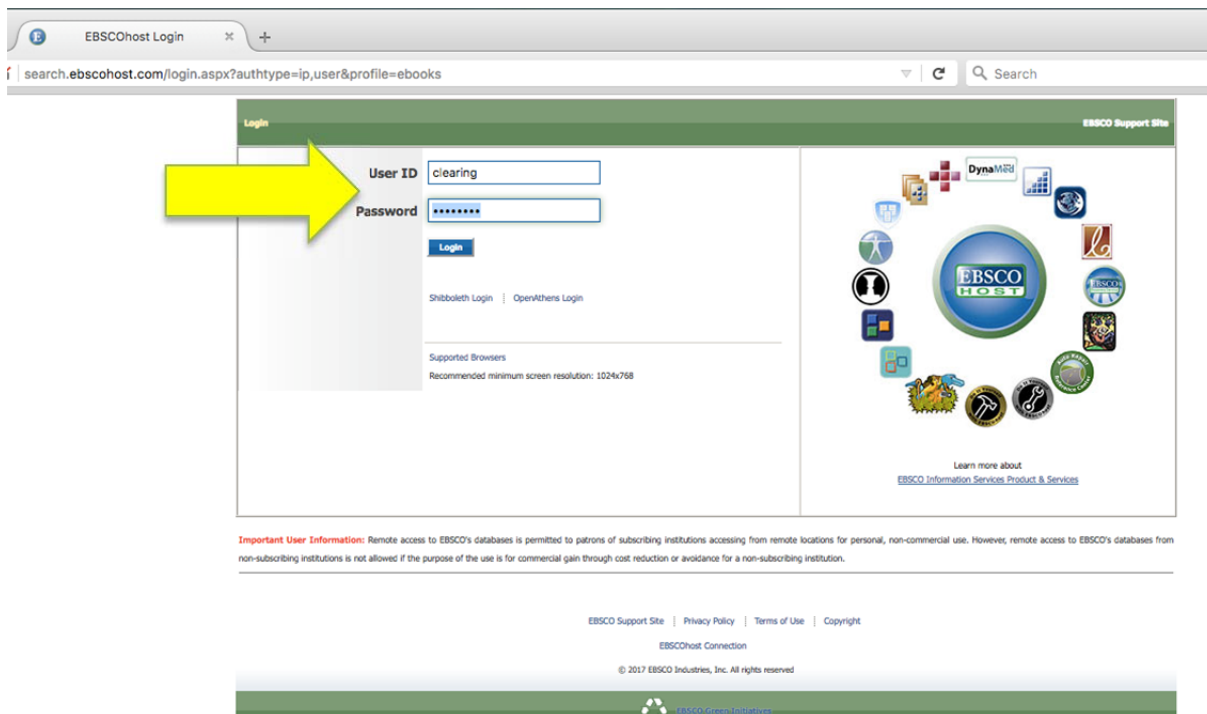 EBSCOhost Login
search.ebscohost.com/login.aspx?authtype=ip,user&profile=ebooks
Search
Login
EBSCO Support Site
User ID
clearing
Password
••••••••
Login
Shibboleth Login | OpenAthens Login
Supported Browsers
Recommended minimum screen resolution: 1024x768
DynaMed
EBSCO
HOST
EBSCO
Auto Repair
Reference Center
Learn more about
EBSCO Information Services Product & Services
Important User Information: Remote access to EBSCO's databases is permitted to patrons of subscribing institutions accessing from remote locations for personal, non-commercial use. However, remote access to EBSCO's databases from
non-subscribing institutions is not allowed if the purpose of the use is for commercial gain through cost reduction or avoidance for a non-subscribing institution.
EBSCO Support Site | Privacy Policy | Terms of Use | Copyright
EBSCOhost Connection
© 2017 EBSCO Industries, Inc. All rights reserved
EBSCO Green Initiatives